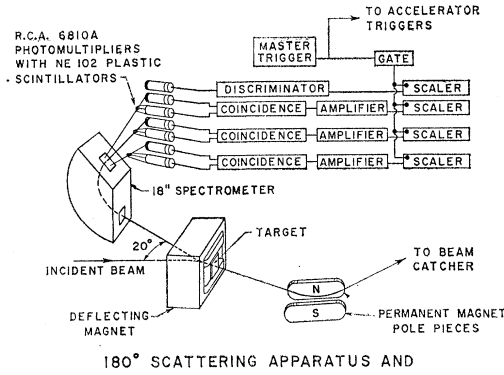 TO ACCELERATOR
TRIGGERS
R.C.A. 6810A
PHOTOMULTIPLIERS
WITH NE 102 PLASTIC
SCINTILLATORS
MASTER
TRIGGER
GATE
DISCRIMINATOR
SCALER
COINCIDENCE
AMPLIFIER
SCALER
COINCIDENCE
AMPLIFIER
SCALER
COINCIDENCE
AMPLIFIER
SCALER
18" SPECTROMETER
20°
TARGET
INCIDENT BEAM
TO BEAM
CATCHER
N
S
DEFLECTING
MAGNET
PERMANENT MAGNET
POLE PIECES
180° SCATTERING APPARATUS AND